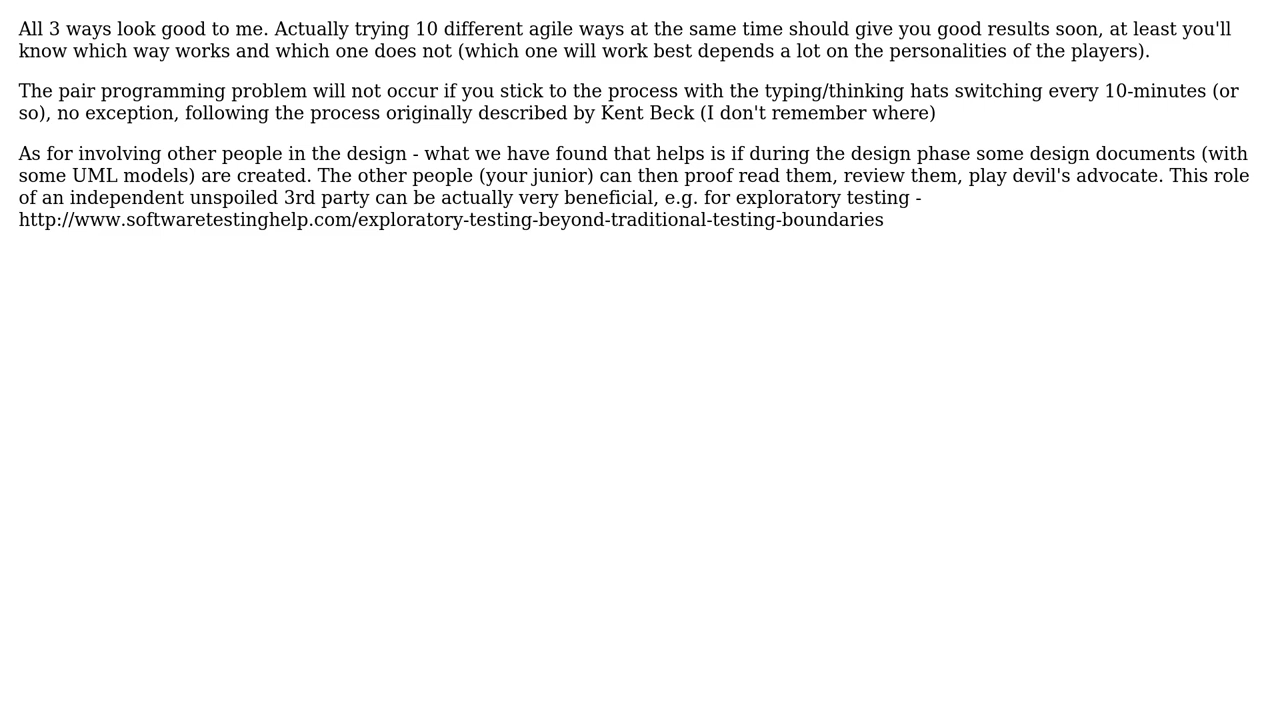 All 3 ways look good to me. Actually trying 10 different agile ways at the same time should give you good results soon, at least you'll
know which way works and which one does not (which one will work best depends a lot on the personalities of the players).
The pair programming problem will not occur if you stick to the process with the typing/thinking hats switching every 10-minutes (or
so), no exception, following the process originally described by Kent Beck (I don't remember where)
As for involving other people in the design - what we have found that helps is if during the design phase some design documents (with
some UML models) are created. The other people (your junior) can then proof read them, review them, play devil's advocate. This role
of an independent unspoiled 3rd party can be actually very beneficial, e.g. for exploratory testing -
http://www.softwaretestinghelp.com/exploratory-testing-beyond-traditional-testing-boundaries